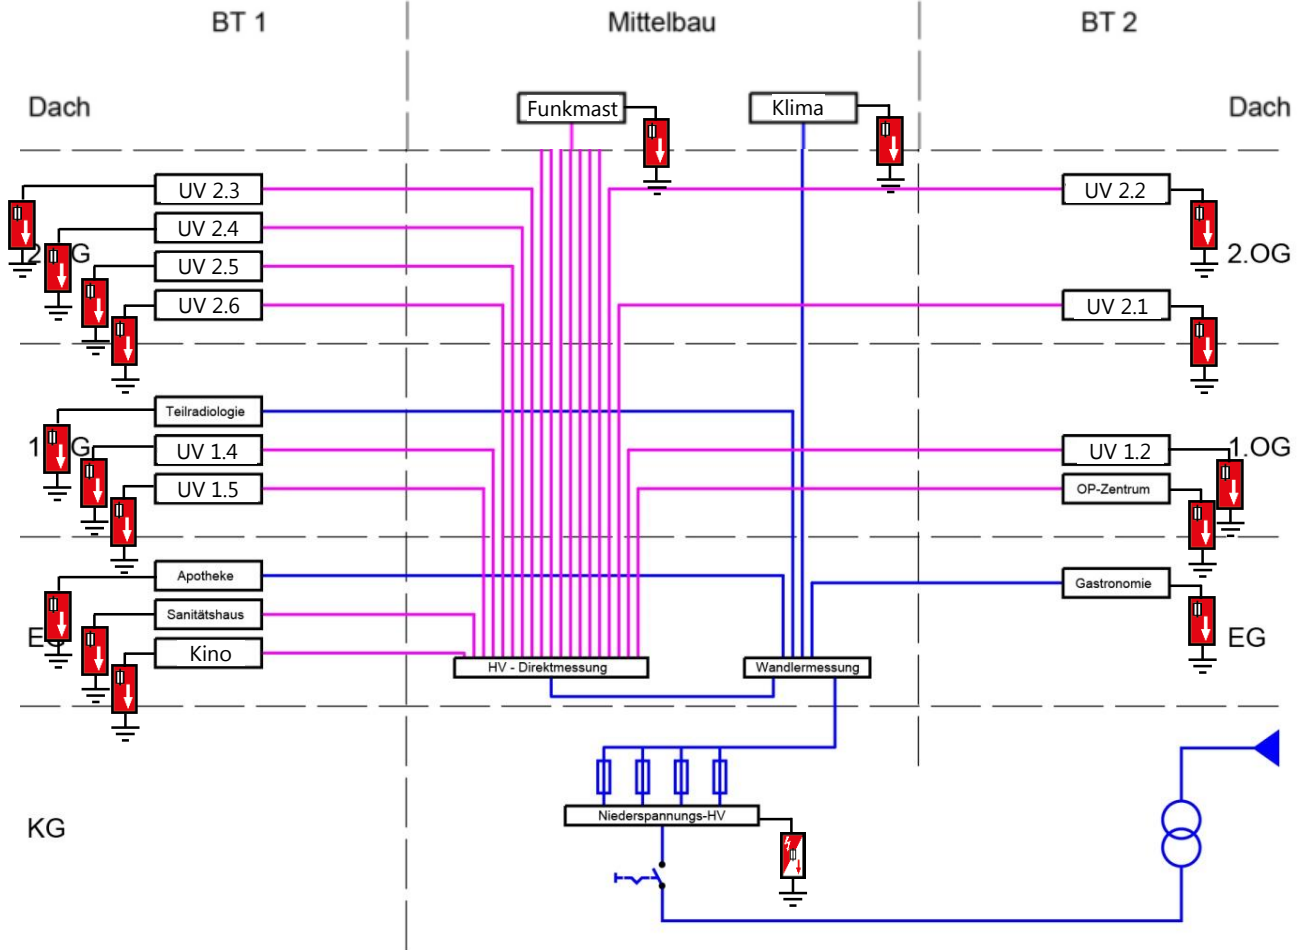 BT 1 Mittelbau BT 2
Dach Funkmast Klima Dach
UV 2.3 UV 2.2
UV 2.4
2 G 2.OG
UV 2.5
UV 2.6 UV 2.1
Teilradiologie
1 G UV 1.4 UV 1.2 1.OG
UV 1.5 OP-Zentrum
Apotheke Gastronomie
Sanitätshaus
E EG
Kino
HV - Direktmessung Wandlermessung
Niederspannungs-HV
KG